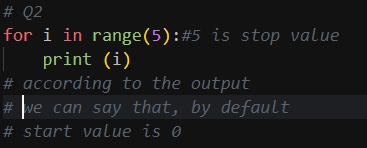 # Q2
for i in range(5):#5 is stop value
    print (i)
# according to the output
# we can say that, by default
# start value is 0